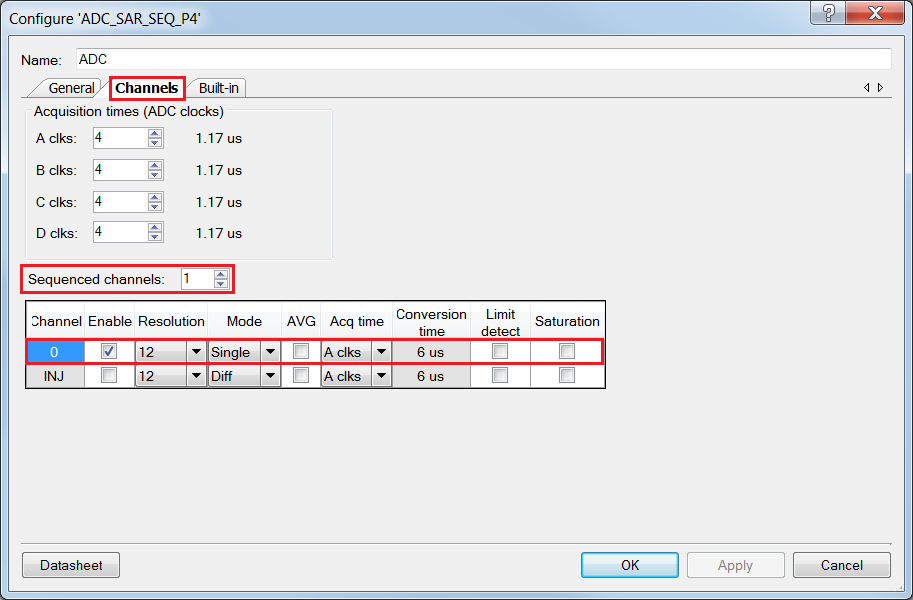 Configure 'ADC_SAR_SEQ_P4'
?
Name: ADC
General Channels Built-in
Acquisition times (ADC clocks)
A clks: 4 1.17 us
B clks: 4 1.17 us
C clks: 4 1.17 us
D clks: 4 1.17 us
Sequenced channels: 1
Channel Enable Resolution Mode AVG Acq time Conversion time Limit detect Saturation
0 12 Single A clks 6 us
INJ 12 Diff A clks 6 us
Datasheet OK Apply Cancel